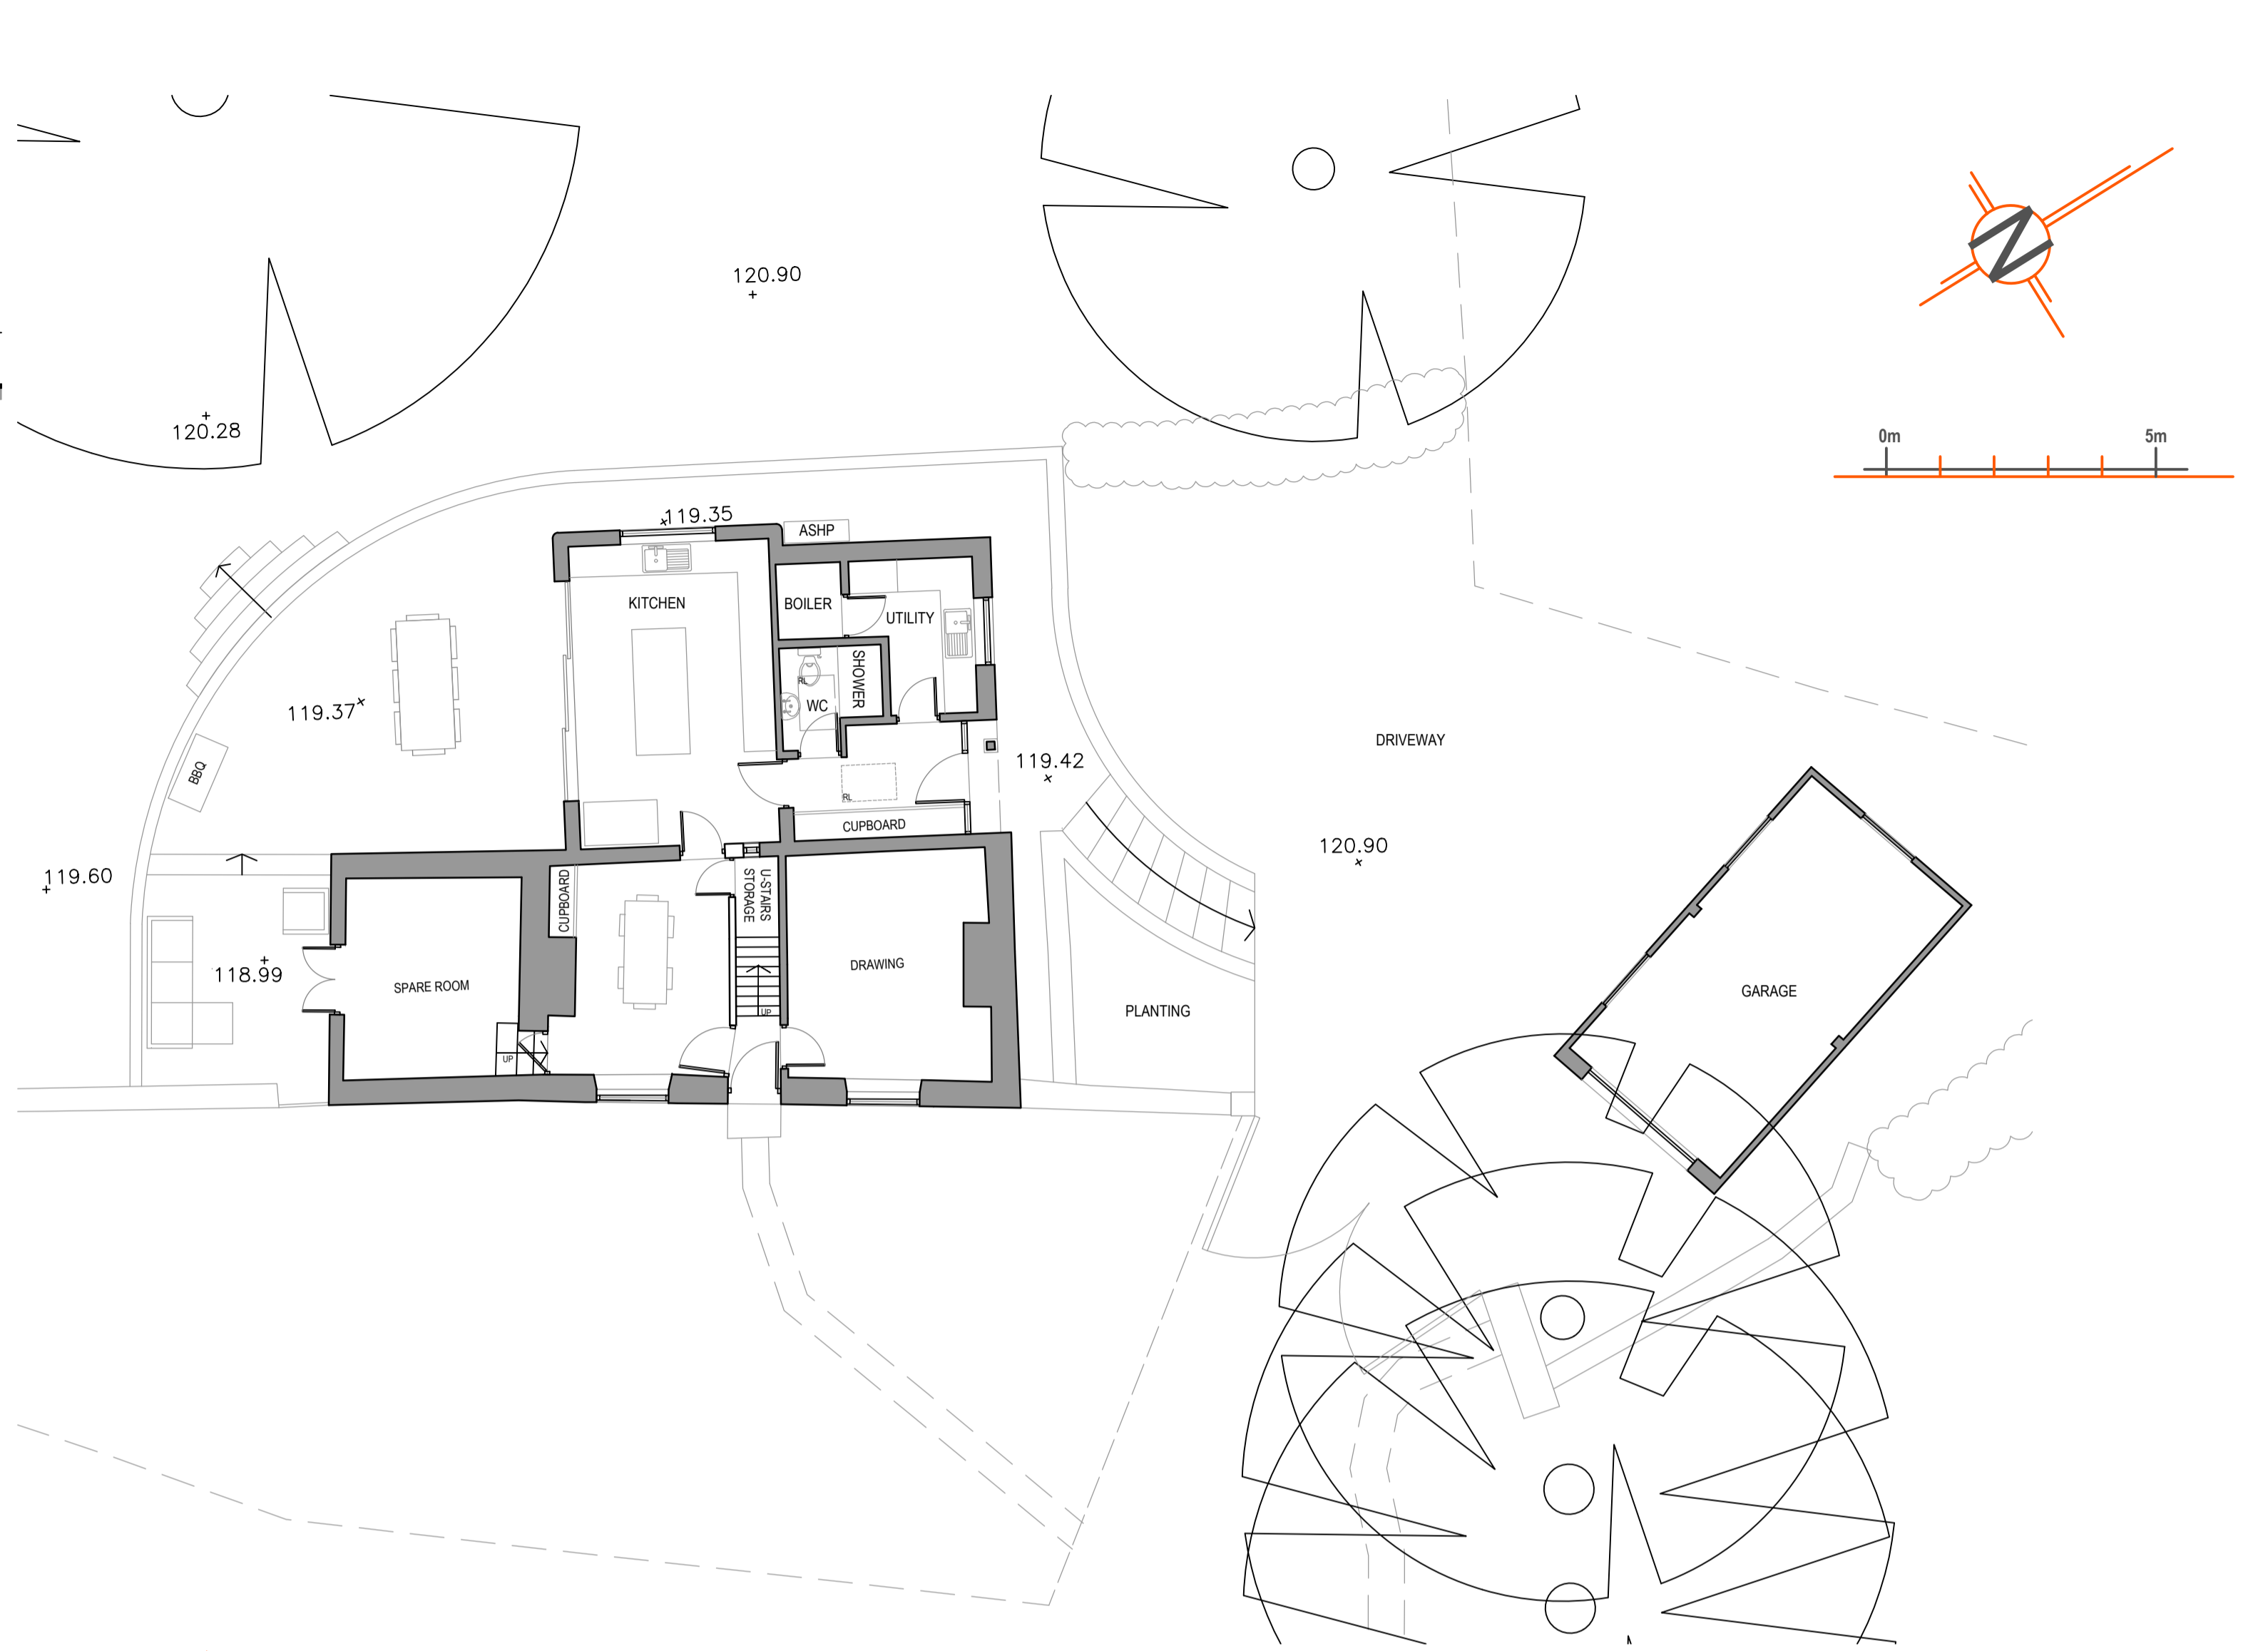 120.90
120.28
N
0m 5m
119.35
ASHP
KITCHEN
BOILER
UTILITY
SHOWER
RL
WC
119.37
BBQ
119.42
DRIVEWAY
RL
CUPBOARD
120.90
119.60
CUPBOARD
U-STAIRS
STORAGE
118.99
SPARE ROOM
DRAWING
GARAGE
PLANTING
UP
UP